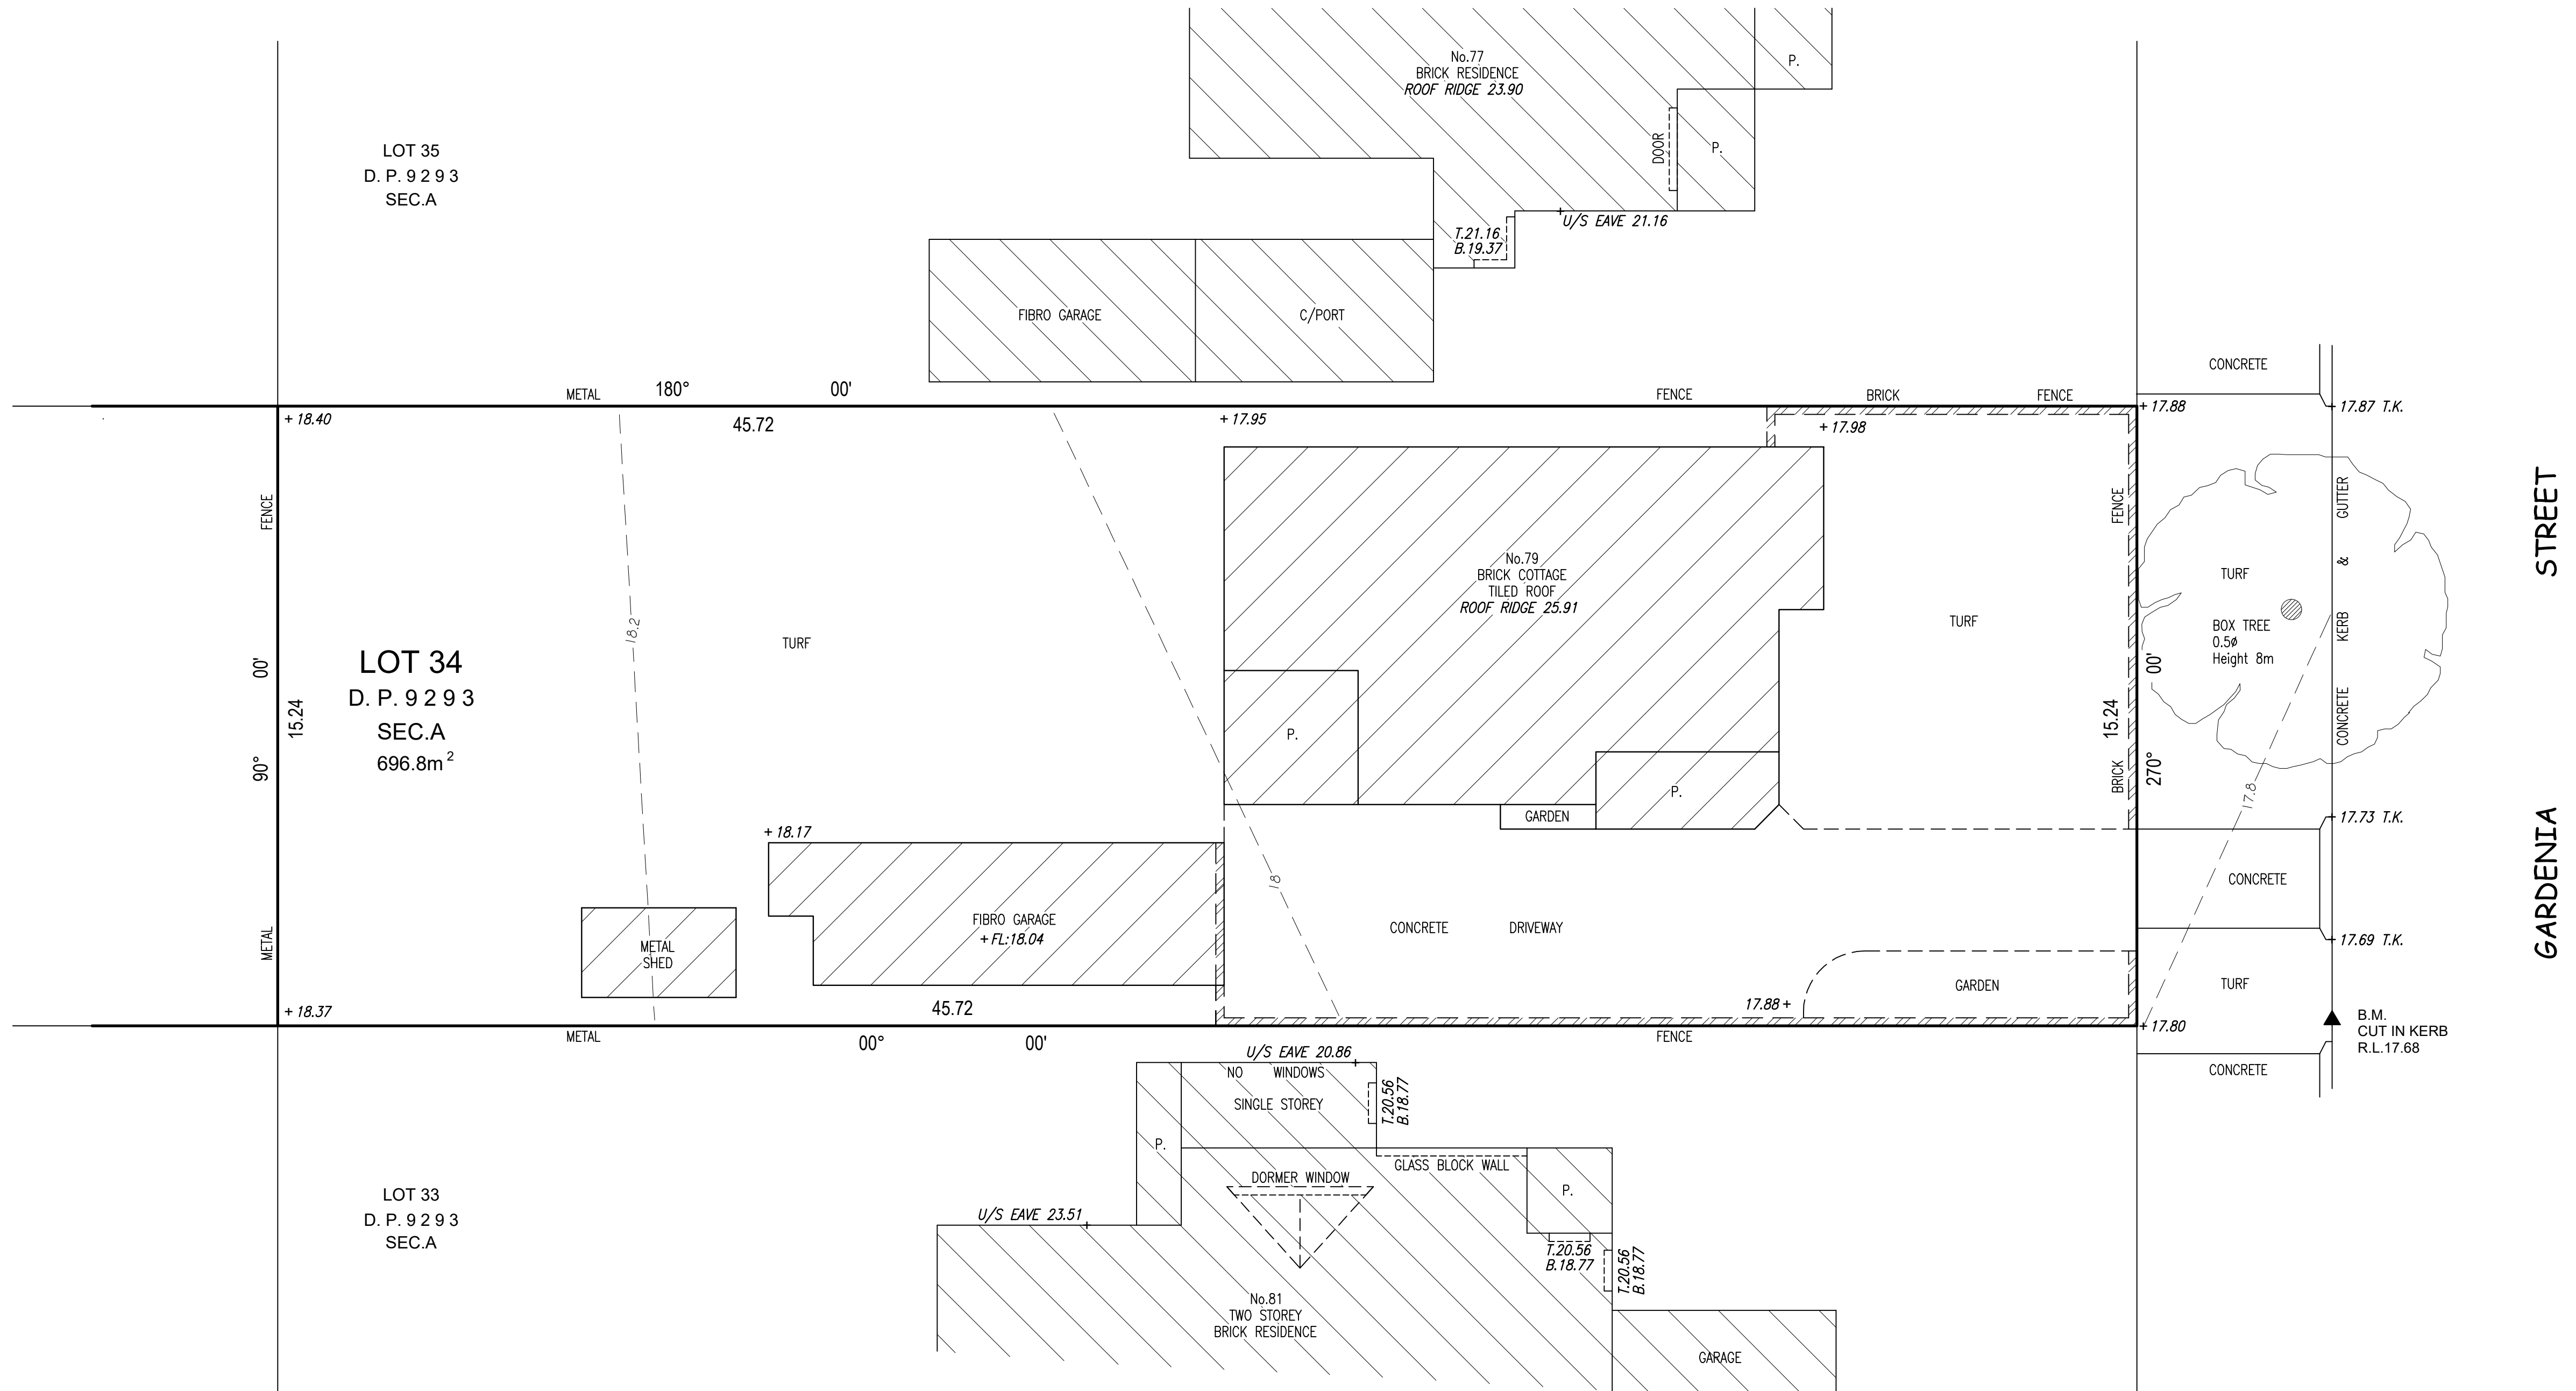 No.77
BRICK RESIDENCE
ROOF RIDGE 23.90
P.
DOOR
P.
LOT 35
D. P. 9 2 9 3
SEC.A
U/S EAVE 21.16
T.21.16
B.19.37
FIBRO GARAGE
C/PORT
CONCRETE
METAL
180°
00'
FENCE
BRICK
FENCE
+ 18.40
45.72
+ 17.95
+ 17.98
+ 17.88
+ 17.87 T.K.
FENCE
FENCE
GUTTER
&
KERB
CONCRETE
STREET
GARDENIA
No.79
BRICK COTTAGE
TILED ROOF
ROOF RIDGE 25.91
TURF
TURF
TURF
BOX TREE
0.5ø
Height 8m
18.2
LOT 34
D. P. 9 2 9 3
SEC.A
696.8m2
00'
15.24
90°
METAL
P.
P.
GARDEN
00'
15.24
270°
BRICK
17.8
+ 17.73 T.K.
+ 18.17
18
FIBRO GARAGE
+ FL:18.04
METAL
SHED
CONCRETE
DRIVEWAY
CONCRETE
+ 17.69 T.K.
GARDEN
TURF
+ 18.37
45.72
17.88 +
+ 17.80
B.M.
CUT IN KERB
R.L.17.68
METAL
00°
00'
FENCE
CONCRETE
U/S EAVE 20.86
NO WINDOWS
SINGLE STOREY
T.20.56
B.18.77
P.
GLASS BLOCK WALL
DORMER WINDOW
P.
LOT 33
D. P. 9 2 9 3
SEC.A
U/S EAVE 23.51
T.20.56
B.18.77
T.20.56
B.18.77
No.81
TWO STOREY
BRICK RESIDENCE
GARAGE